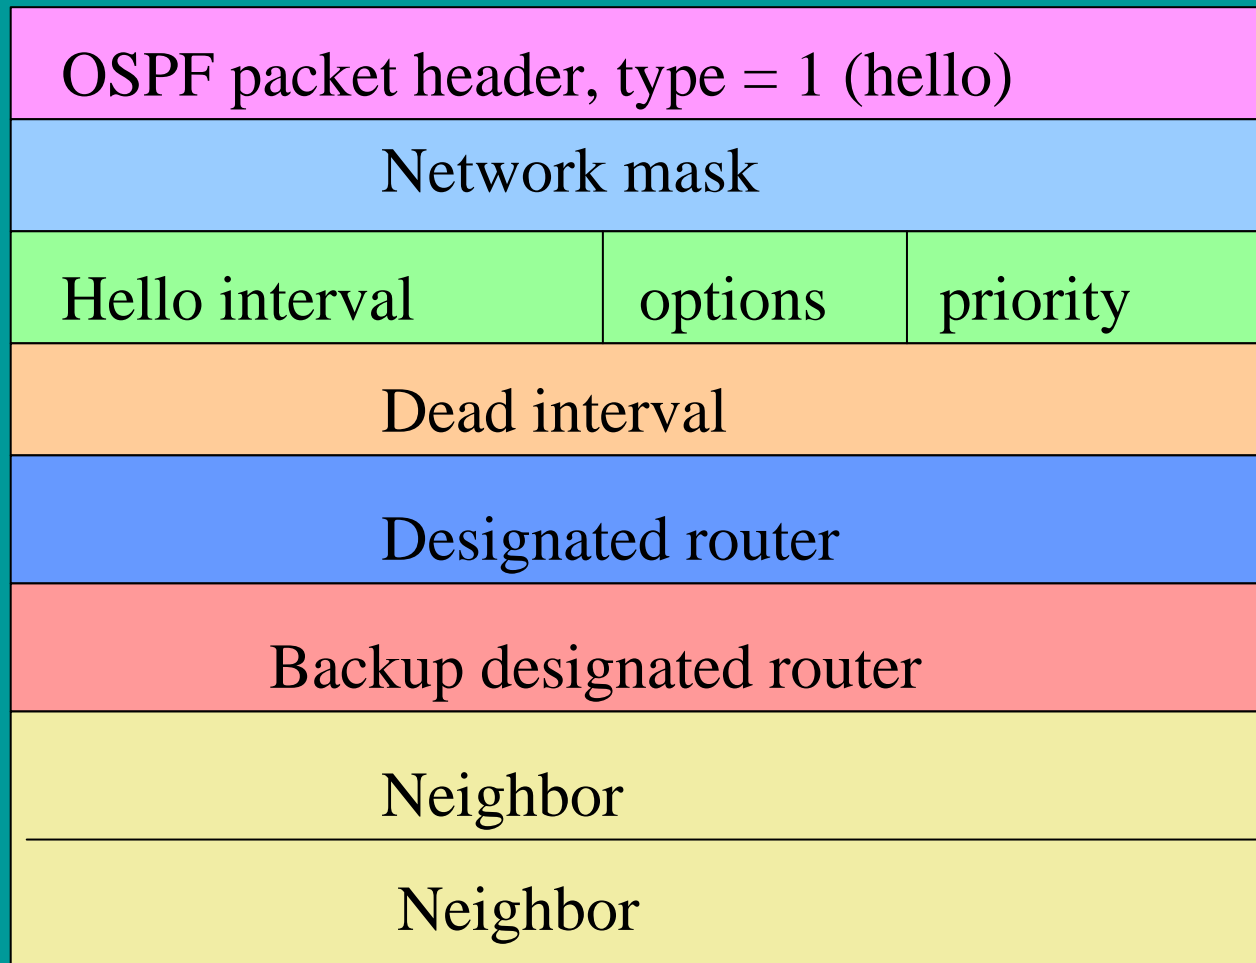 OSPF packet header, type = 1 (hello)
Network mask
Hello interval options priority
Dead interval
Designated router
Backup designated router
Neighbor
Neighbor